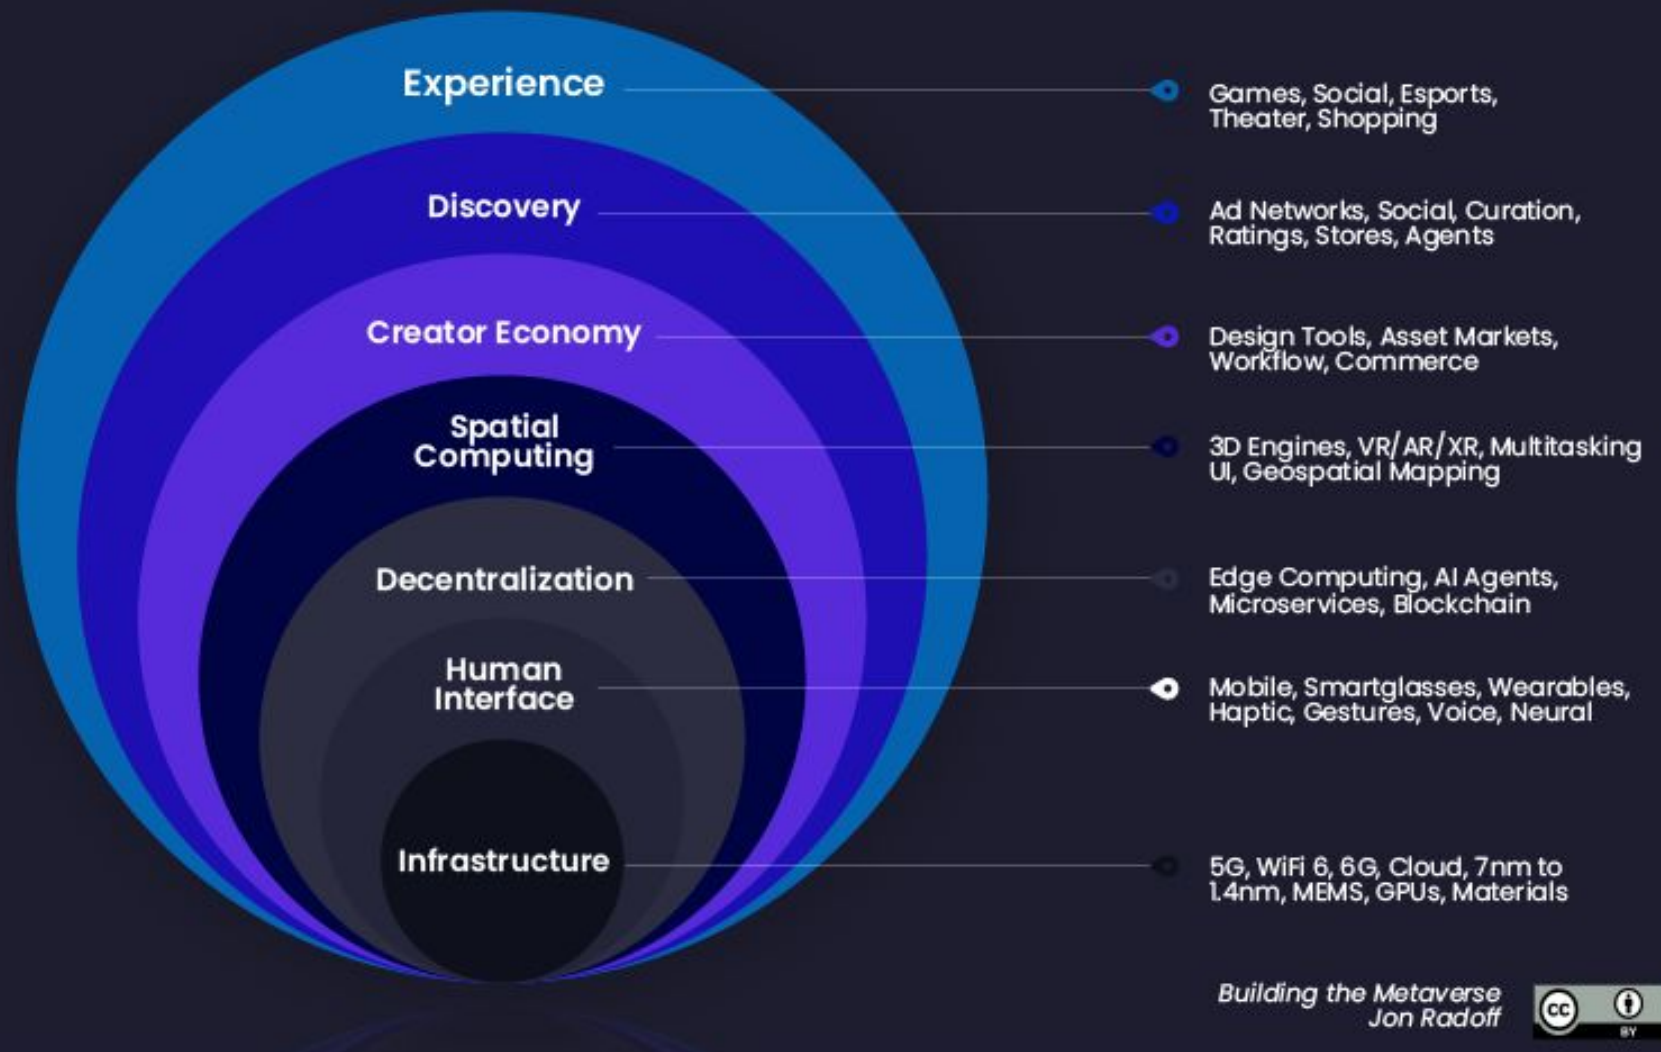 Experience
Games, Social, Esports,
Theater, Shopping
Discovery
Ad Networks, Social, Curation,
Ratings, Stores, Agents
Creator Economy
Design Tools, Asset Markets,
Workflow, Commerce
Spatial
Computing
3D Engines, VR/AR/XR, Multitasking
UI, Geospatial Mapping
Decentralization
Edge Computing, AI Agents,
Microservices, Blockchain
Human
Interface
Mobile, Smartglasses, Wearables,
Haptic, Gestures, Voice, Neural
Infrastructure
5G, WiFi 6, 6G, Cloud, 7nm to
1.4nm, MEMS, GPUs, Materials
Building the Metaverse
Jon Radoff
cc
BY